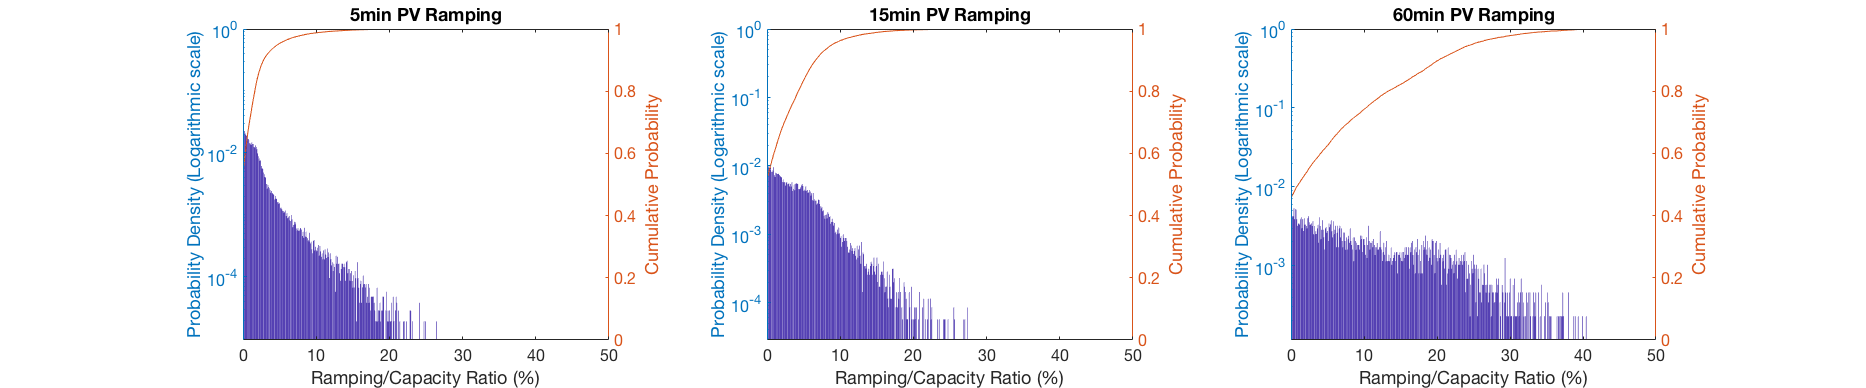 5min PV Ramping
Probability Density (Logarithmic scale)
10^0
10^-2
10^-4
1
0.8
0.6
0.4
0.2
0
Cumulative Probability
0 10 20 30 40 50
Ramping/Capacity Ratio (%)
15min PV Ramping
Probability Density (Logarithmic scale)
10^0
10^-1
10^-2
10^-3
10^-4
1
0.8
0.6
0.4
0.2
0
Cumulative Probability
0 10 20 30 40 50
Ramping/Capacity Ratio (%)
60min PV Ramping
Probability Density (Logarithmic scale)
10^0
10^-1
10^-2
10^-3
1
0.8
0.6
0.4
0.2
0
Cumulative Probability
0 10 20 30 40 50
Ramping/Capacity Ratio (%)